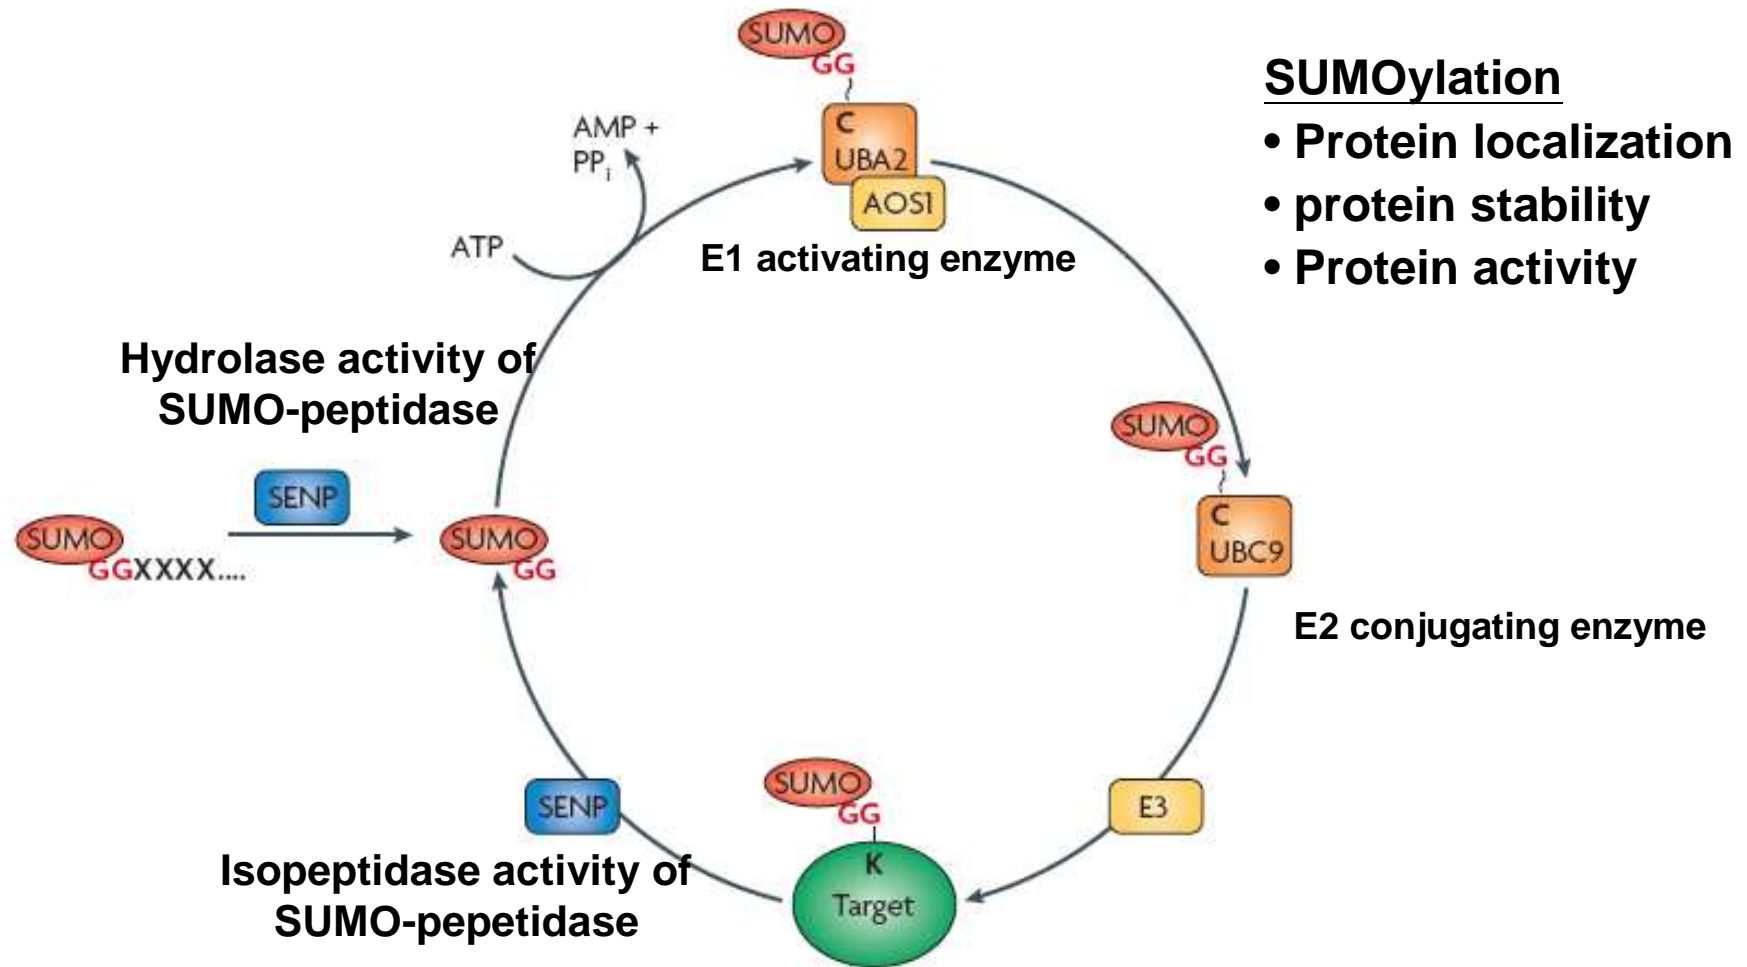 SUMO
GG
C
UBA2
AOS1
E1 activating enzyme
SUMOylation
• Protein localization
• protein stability
• Protein activity
AMP +
PPi
ATP
Hydrolase activity of
SUMO-peptidase
SENP
SUMO
GGXXXX....
SUMO
GG
SUMO
GG
C
UBC9
E2 conjugating enzyme
E3
SUMO
GG
K
Target
SENP
Isopeptidase activity of
SUMO-pepetidase